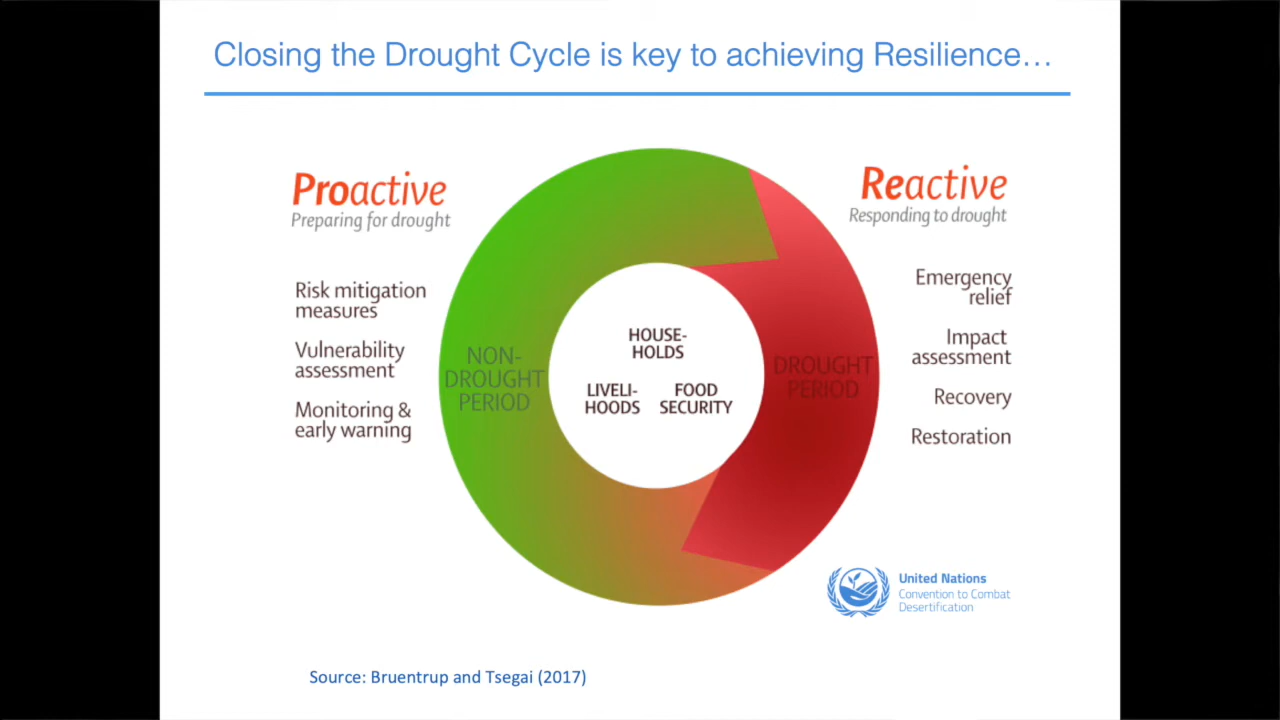 Closing the Drought Cycle is key to achieving Resilience…
Proactive
Preparing for drought
Risk mitigation
measures
Vulnerability
assessment
Monitoring &
early warning
NON-
DROUGHT
PERIOD
HOUSE-
HOLDS
LIVELI-
HOODS
FOOD
SECURITY
DROUGHT
PERIOD
Reactive
Responding to drought
Emergency
relief
Impact
assessment
Recovery
Restoration
United Nations
Convention to Combat
Desertification
Source: Bruentrup and Tsegai (2017)